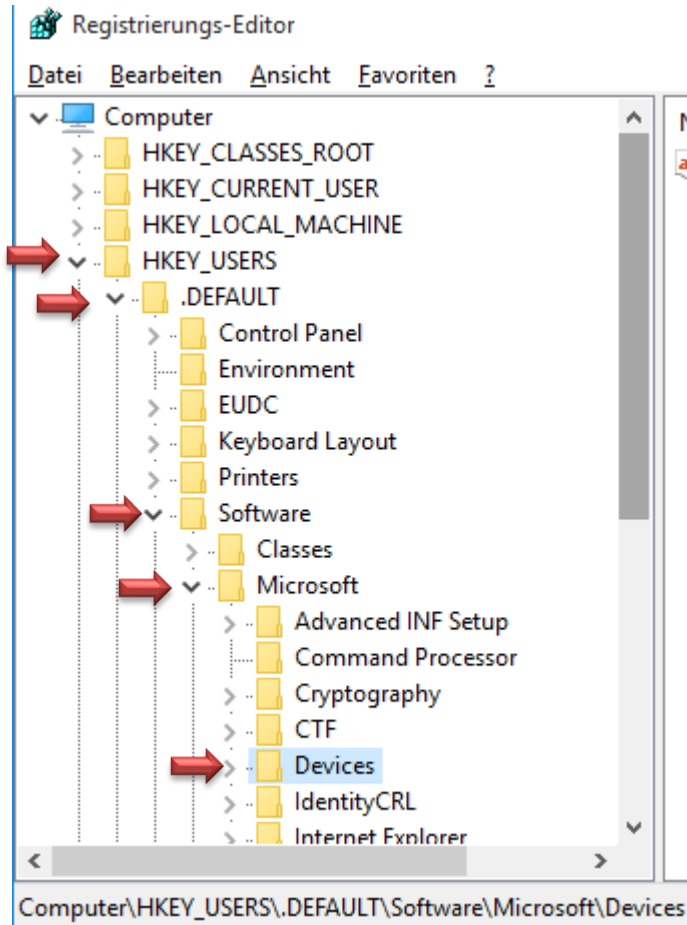 Registrierungs-Editor
Datei Bearbeiten Ansicht Favoriten ?
Computer
HKEY_CLASSES_ROOT
HKEY_CURRENT_USER
HKEY_LOCAL_MACHINE
HKEY_USERS
.DEFAULT
Control Panel
Environment
EUDC
Keyboard Layout
Printers
Software
Classes
Microsoft
Advanced INF Setup
Command Processor
Cryptography
CTF
Devices
IdentityCRL
Internet Explorer
Computer\HKEY_USERS\.DEFAULT\Software\Microsoft\Devices